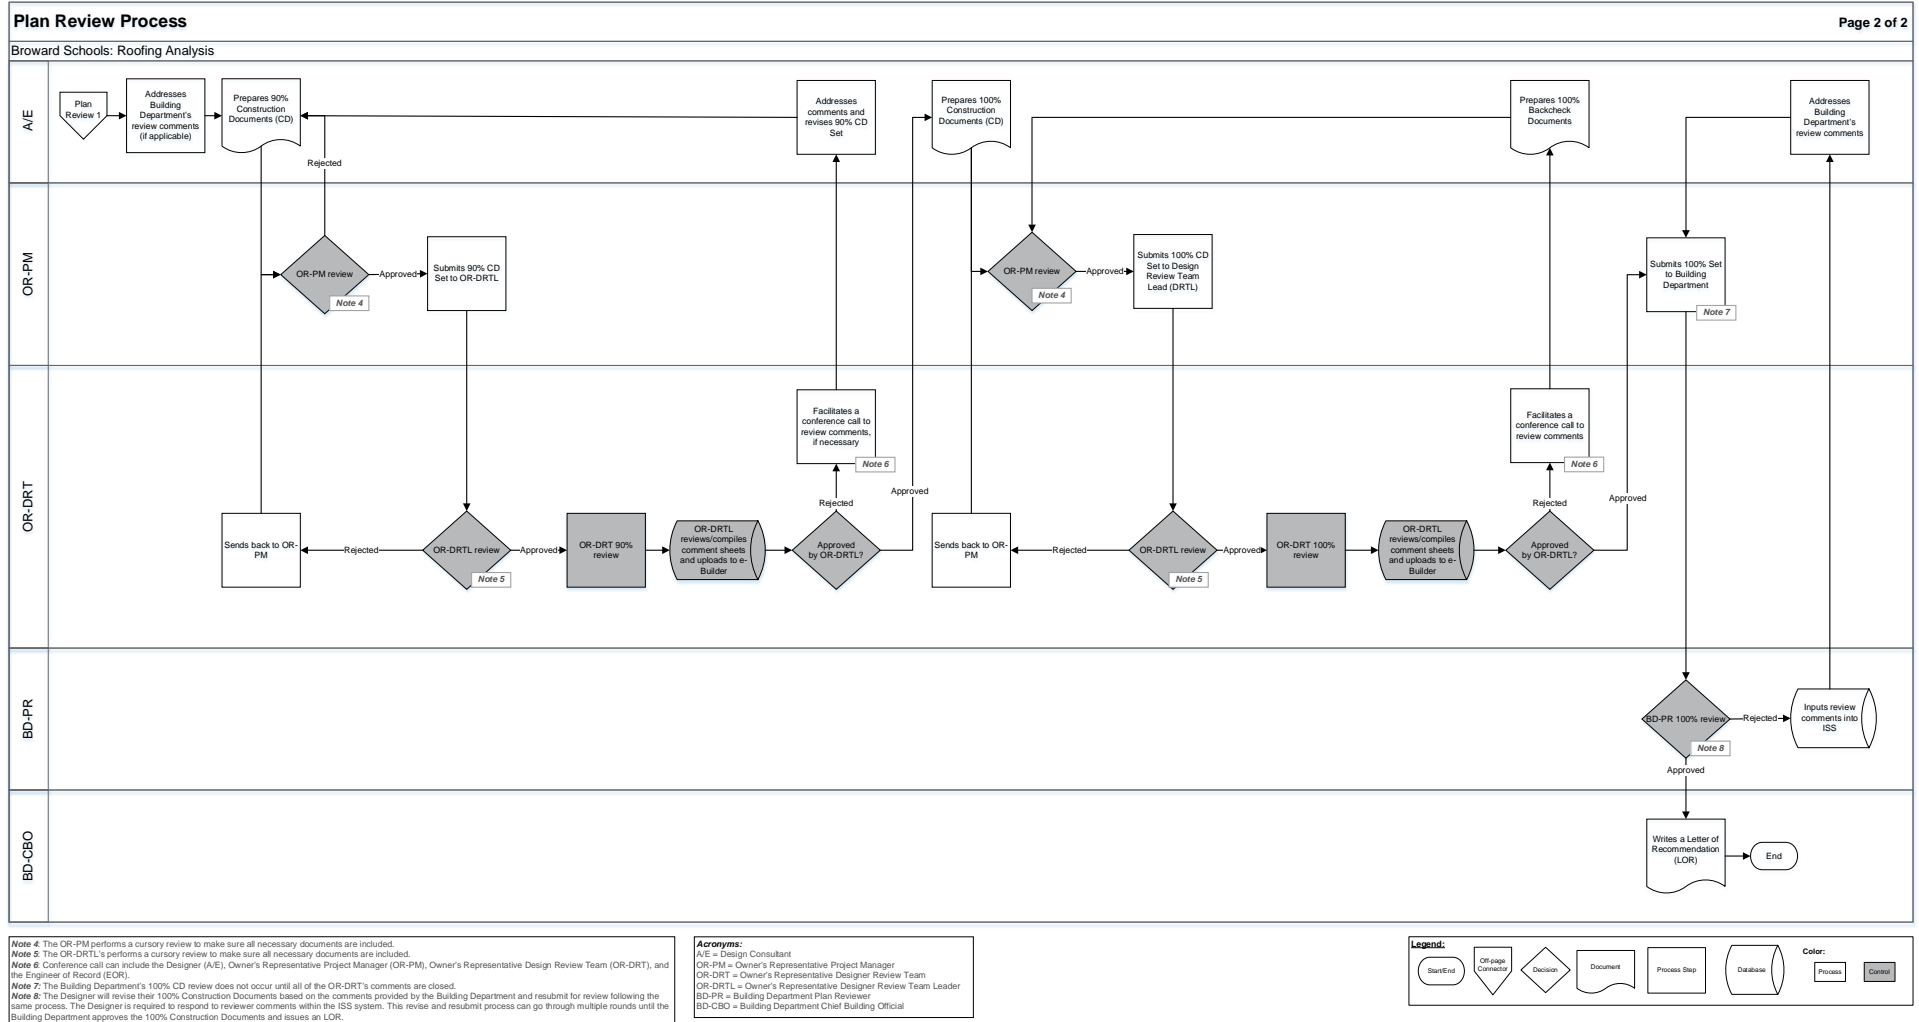 Plan Review Process
Page 2 of 2
Broward Schools: Roofing Analysis
A/E
Plan
Review 1
Addresses
Building
Department's
review comments
(if applicable)
Prepares 90%
Construction
Documents (CD)
Rejected
Addresses
comments and
revises 90% CD
Set
Prepares 100%
Construction
Documents (CD)
Prepares 100%
Backcheck
Documents
Addresses
Building
Department's
review comments
OR-PM
OR-PM review
Note 4
Approved
Submits 90% CD
Set to OR-DRTL
OR-PM review
Note 4
Approved
Submits 100% CD
Set to Design
Review Team
Lead (DRTL)
Submits 100% Set
to Building
Department
Note 7
OR-DRT
Sends back to OR-
PM
Rejected
OR-DRTL review
Note 5
Approved
OR-DRT 90%
review
OR-DRTL
reviews/compiles
comment sheets
and uploads to e-
Builder
Approved
by OR-DRTL?
Rejected
Facilitates a
conference call to
review comments,
if necessary
Note 6
Approved
Sends back to OR-
PM
Rejected
OR-DRTL review
Note 5
Approved
OR-DRT 100%
review
OR-DRTL
reviews/compiles
comment sheets
and uploads to e-
Builder
Approved
by OR-DRTL?
Rejected
Facilitates a
conference call to
review comments
Note 6
Approved
BD-PR
BD-PR 100% review
Note 8
Rejected
Inputs review
comments into
ISS
Approved
BD-CBO
Writes a Letter of
Recommendation
(LOR)
End
Note 4: The OR-PM performs a cursory review to make sure all necessary documents are included.
Note 5: The OR-DRTL's performs a cursory review to make sure all necessary documents are included.
Note 6: Conference call can include the Designer (A/E), Owner's Representative Project Manager (OR-PM), Owner's Representative Design Review Team (OR-DRT), and
the Engineer of Record (EOR).
Note 7: The Building Department's 100% CD review does not occur until all of the OR-DRT's comments are closed.
Note 8: The Designer will revise their 100% Construction Documents based on the comments provided by the Building Department and resubmit for review following the
same process. The Designer is required to respond to reviewer comments within the ISS system. This revise and resubmit process can go through multiple rounds until the
Building Department approves the 100% Construction Documents and issues an LOR.
Acronyms:
A/E = Design Consultant
OR-PM = Owner's Representative Project Manager
OR-DRT = Owner's Representative Designer Review Team
OR-DRTL = Owner's Representative Designer Review Team Leader
BD-PR = Building Department Plan Reviewer
BD-CBO = Building Department Chief Building Official
Legend:
Start/End
Off-page
Connector
Decision
Document
Process Step
Database
Color:
Process
Control